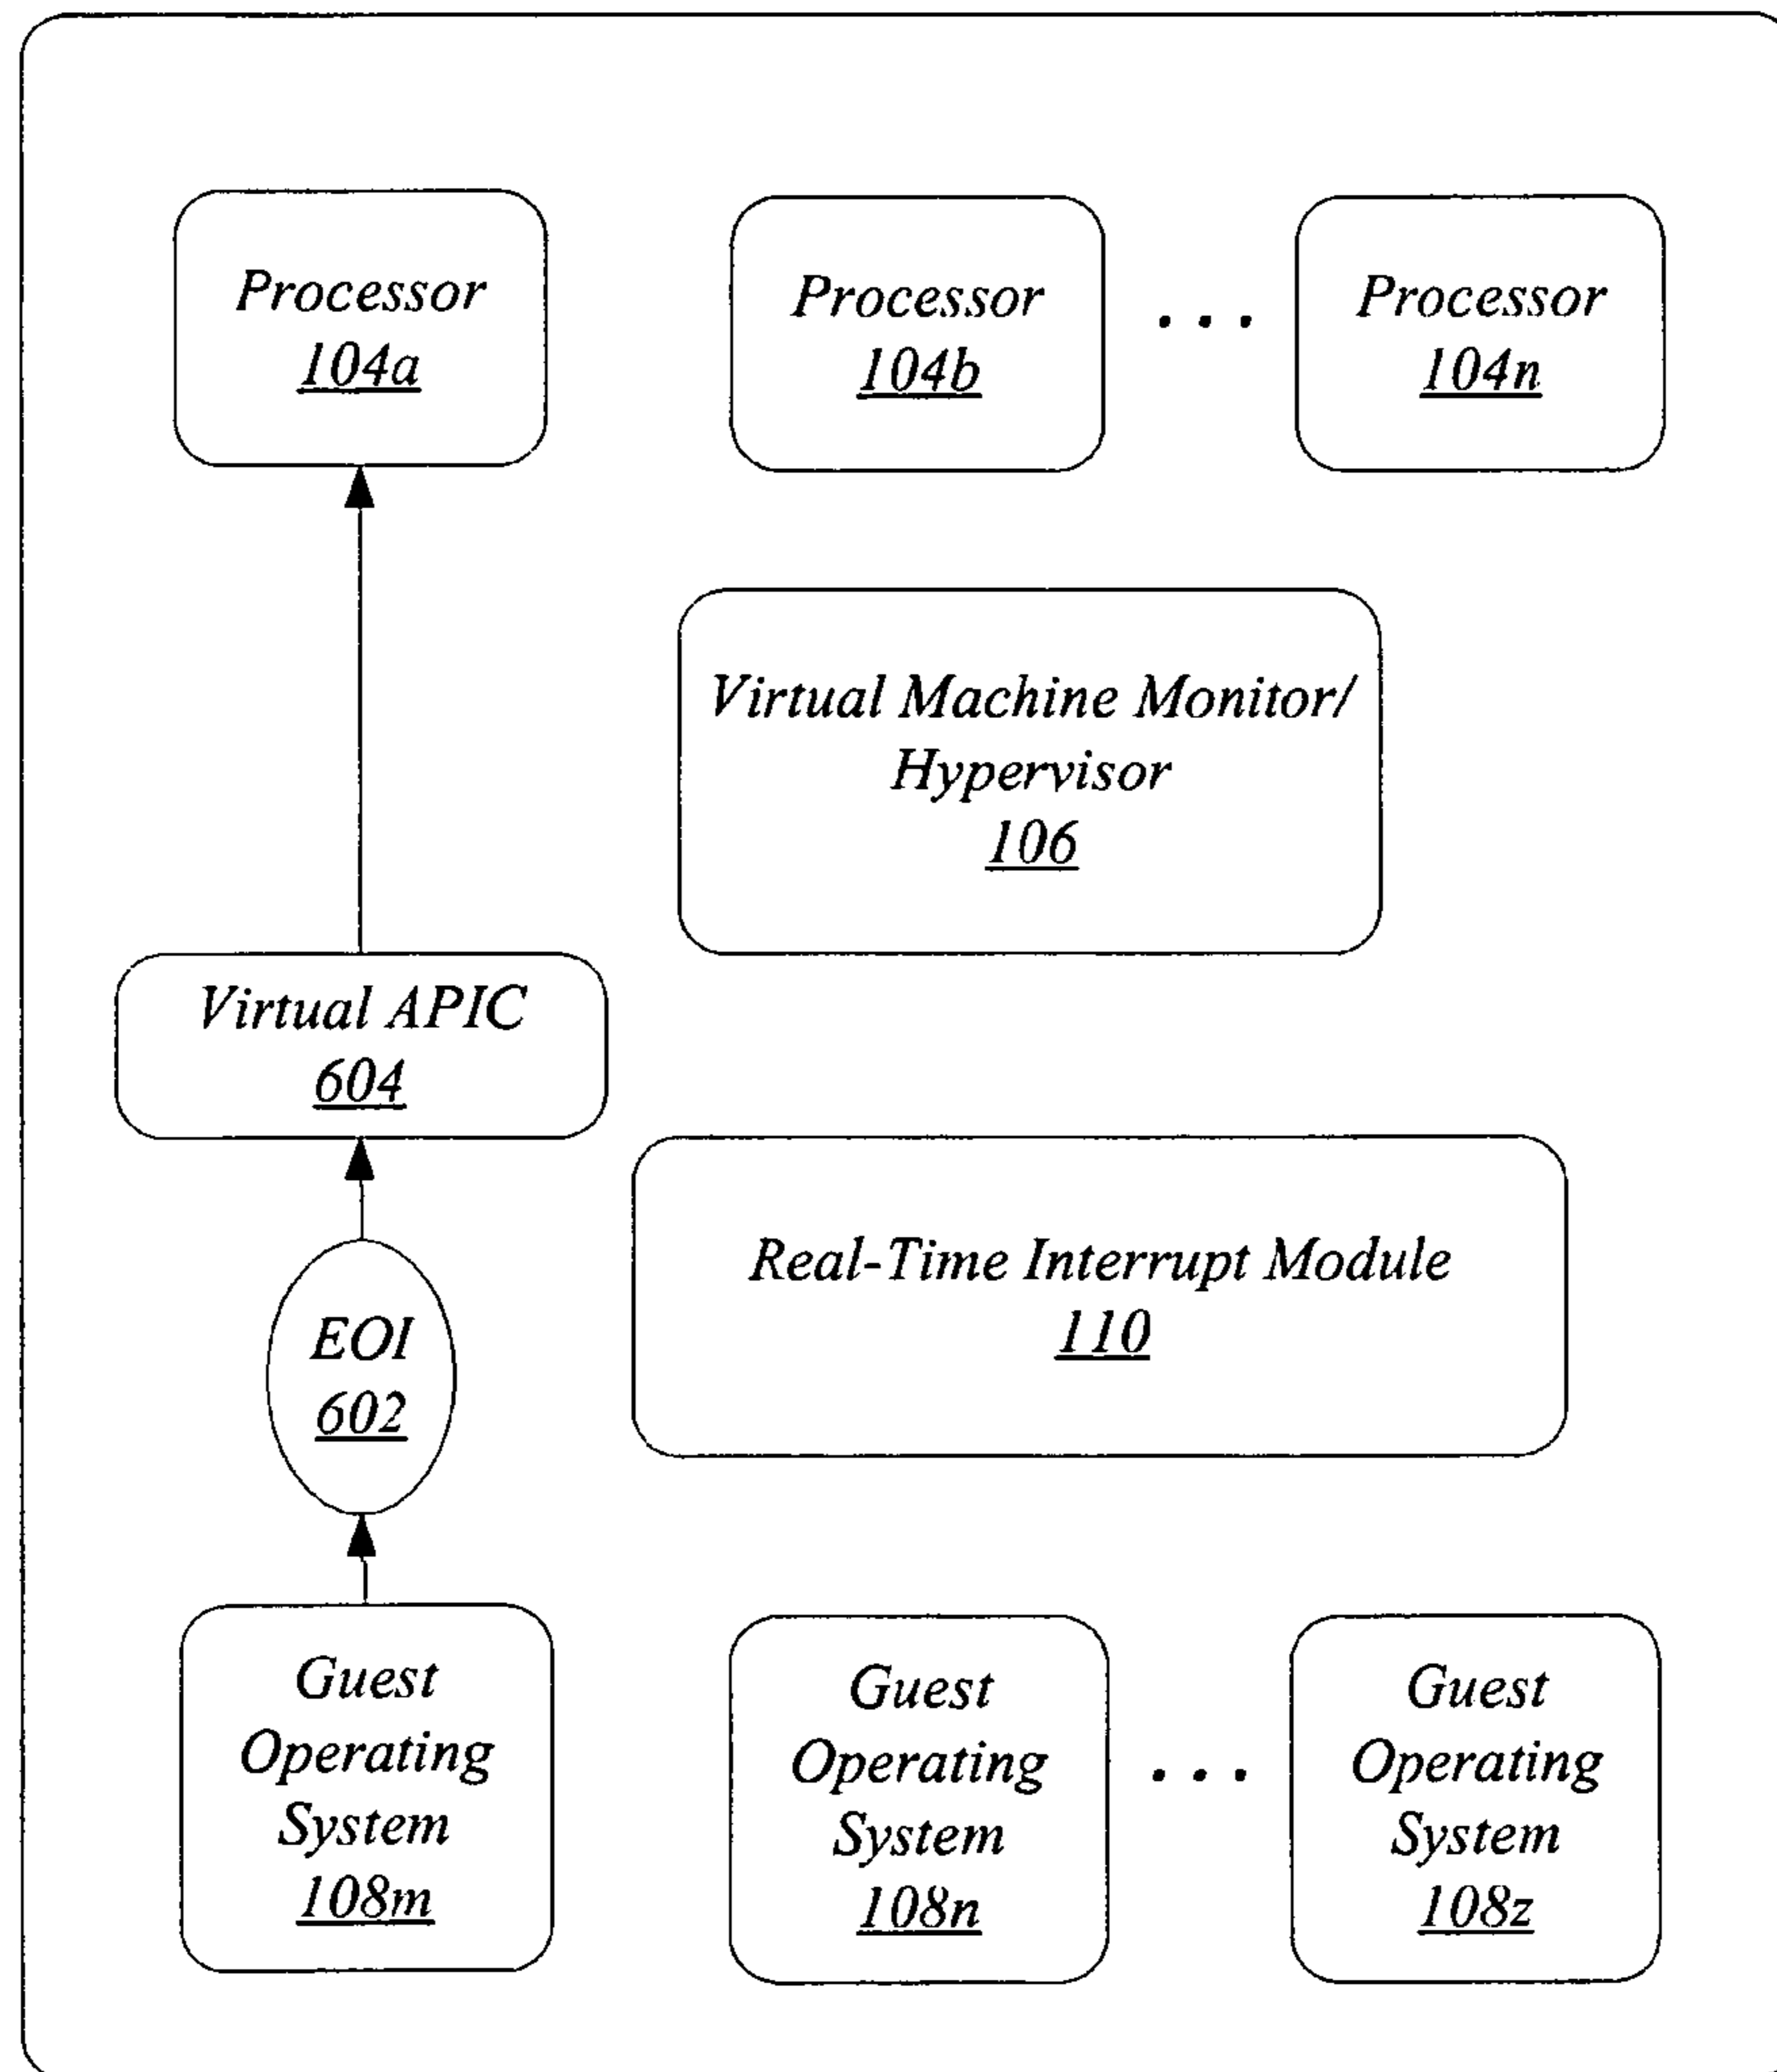 Processor
104a
Processor
104b
...
Processor
104n
Virtual Machine Monitor/
Hypervisor
106
Virtual APIC
604
Real-Time Interrupt Module
110
EOI
602
Guest
Operating
System
108m
Guest
Operating
System
108n
...
Guest
Operating
System
108z